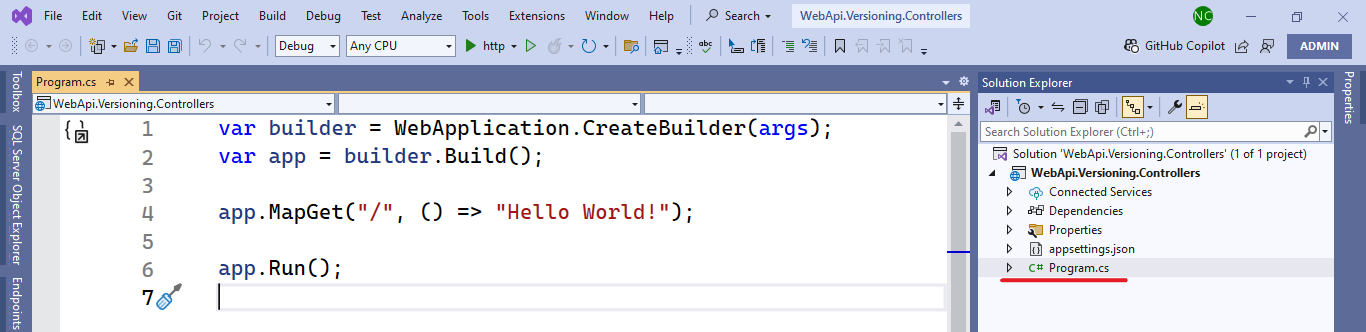 File Edit View Git Project Build Debug Test Analyze Tools Extensions Window Help Search WebApi.Versioning.Controllers NC
Debug Any CPU http abc GitHub Copilot ADMIN
Toolbox
SQL Server Object Explorer
Endpoints
Program.cs
WebApi.Versioning.Controllers
1 var builder = WebApplication.CreateBuilder(args);
2 var app = builder.Build();
3
4 app.MapGet("/", () => "Hello World!");
5
6 app.Run();
7
Solution Explorer
Search Solution Explorer (Ctrl+;)
Solution 'WebApi.Versioning.Controllers' (1 of 1 project)
WebApi.Versioning.Controllers
Connected Services
Dependencies
Properties
appsettings.json
C# Program.cs
Properties